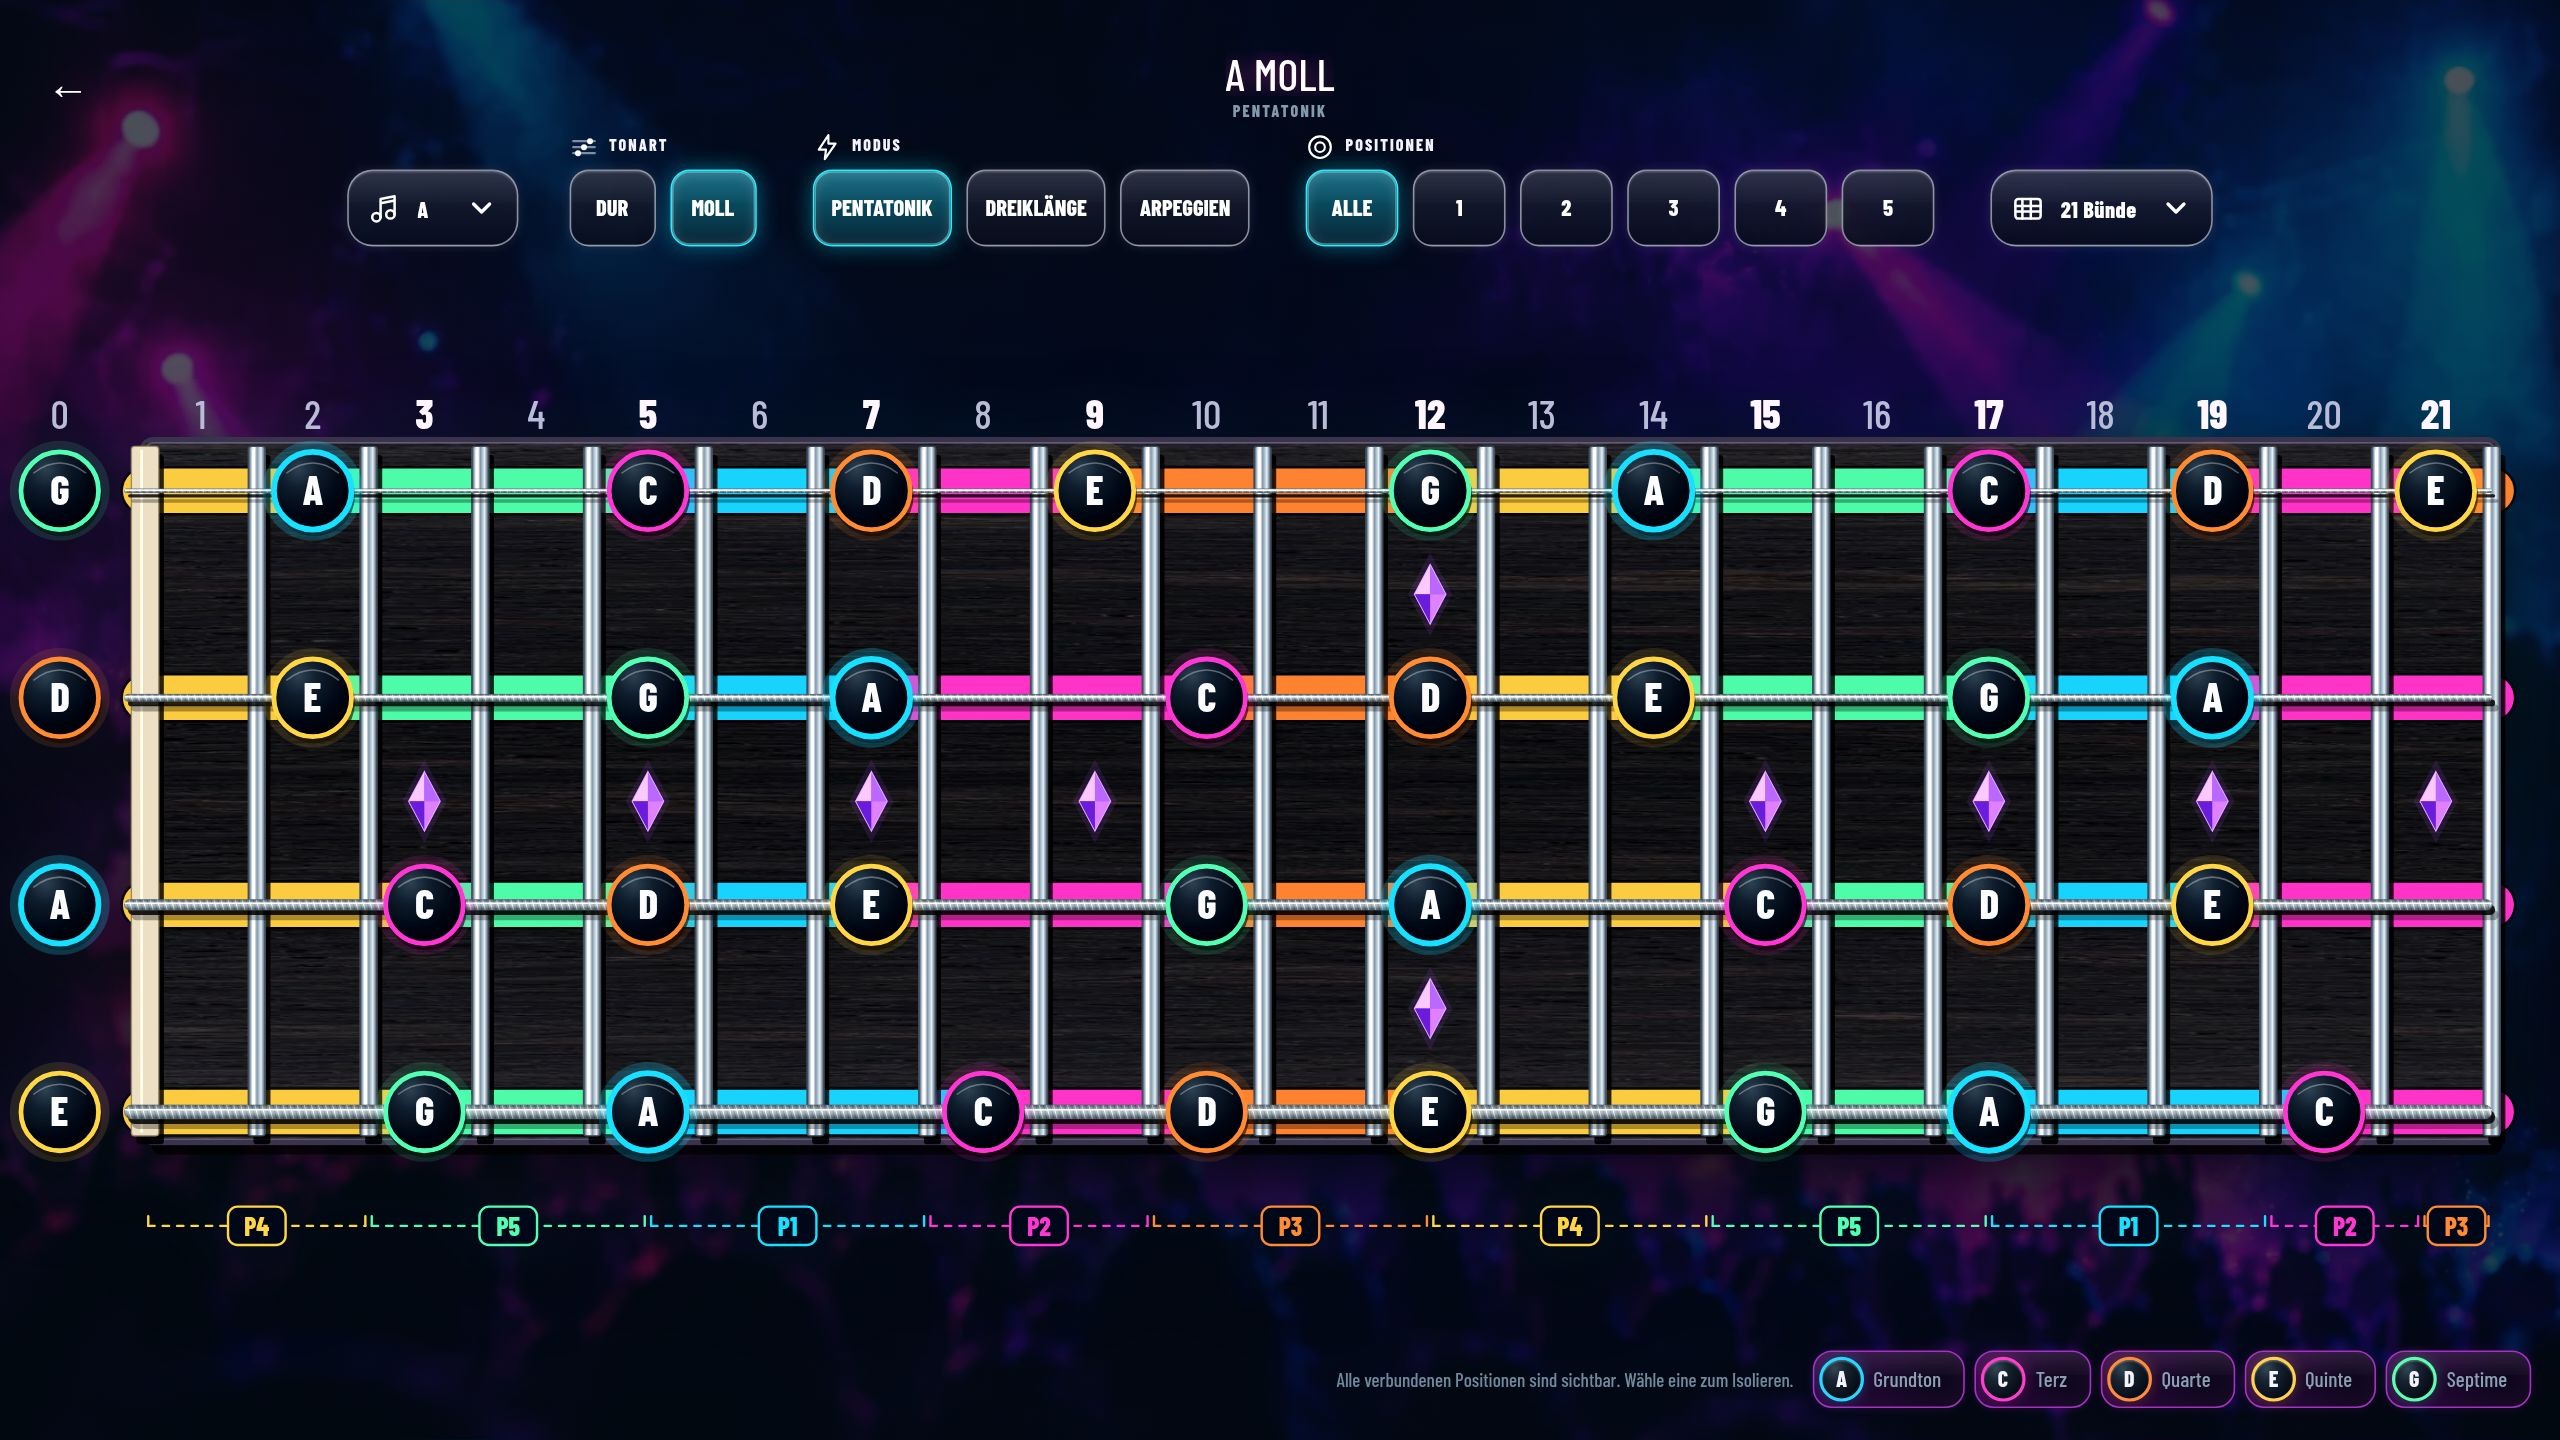 ←
A MOLL
PENTATONIK
TONART
MODUS
POSITIONEN
A
DUR
MOLL
PENTATONIK
DREIKLÄNGE
ARPEGGIEN
ALLE
1
2
3
4
5
21 Bünde
0 1 2 3 4 5 6 7 8 9 10 11 12 13 14 15 16 17 18 19 20 21
G A C D E G A C D E
D E G A C D E G A
A C D E G A C D E
E G A C D E G A C
P4 P5 P1 P2 P3 P4 P5 P1 P2 P3
Alle verbundenen Positionen sind sichtbar. Wähle eine zum Isolieren.
A Grundton
C Terz
D Quarte
E Quinte
G Septime